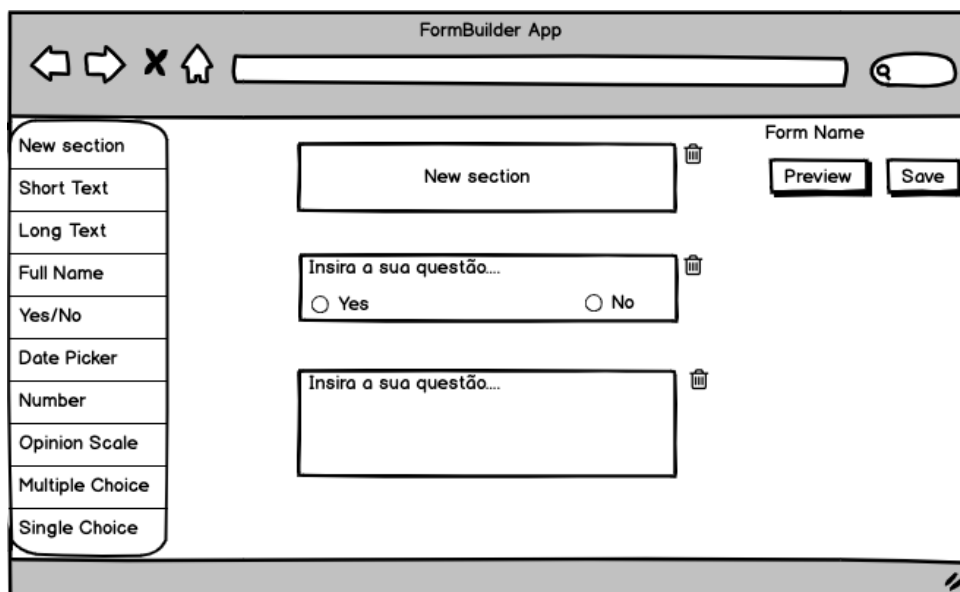 FormBuilder App
New section
Short Text
Long Text
Full Name
Yes/No
Date Picker
Number
Opinion Scale
Multiple Choice
Single Choice
New section
Insira a sua questão....
Yes No
Insira a sua questão....
Form Name
Preview Save